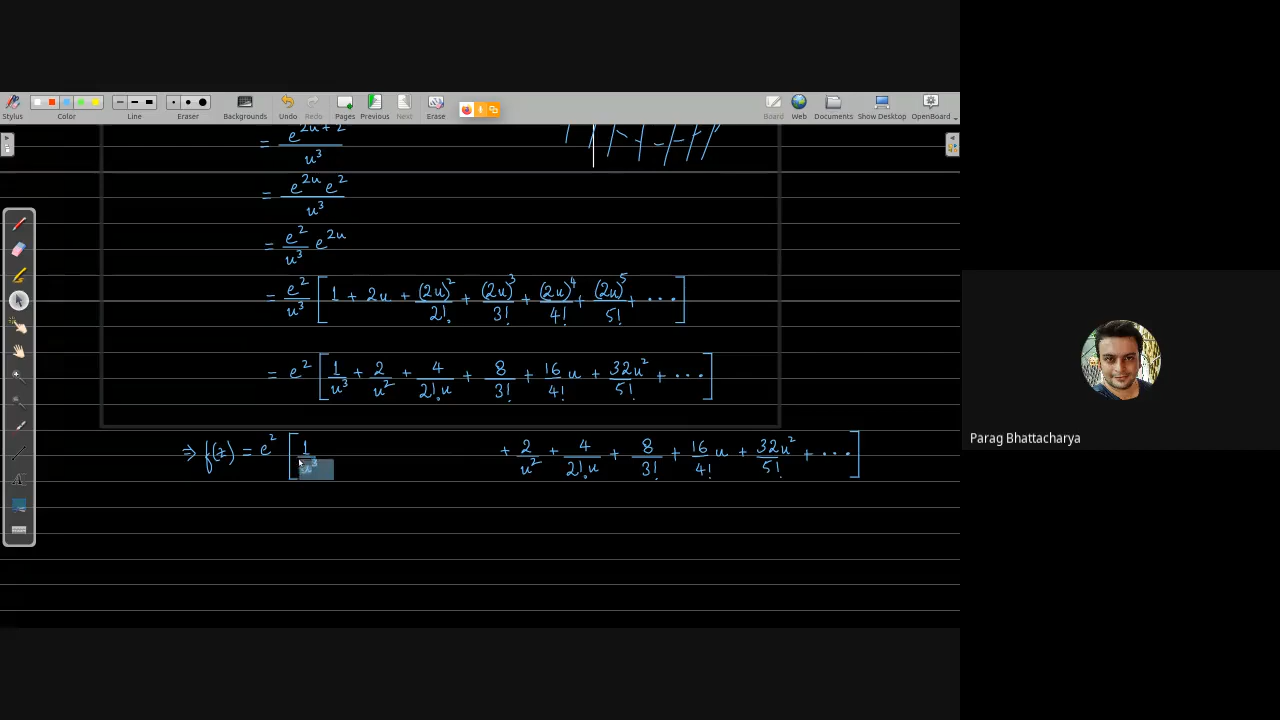 Stylus Color Line Eraser Backgrounds Undo Redo Pages Previous Next Erase Board Web Documents Show Desktop OpenBoard
= e^{2u+2} / u^3
= e^{2u} e^2 / u^3
= e^2/u^3 e^{2u}
= e^2/u^3 [ 1 + 2u + (2u)^2/2! + (2u)^3/3! + (2u)^4/4! + (2u)^5/5! + ... ]
= e^2 [ 1/u^3 + 2/u^2 + 4/2!u + 8/3! + 16/4! u + 32u^2/5! + ... ]
⇒ f(z) = e^2 [ 1/u^3 + 2/u^2 + 4/2!u + 8/3! + 16/4! u + 32u^2/5! + ... ]
Parag Bhattacharya